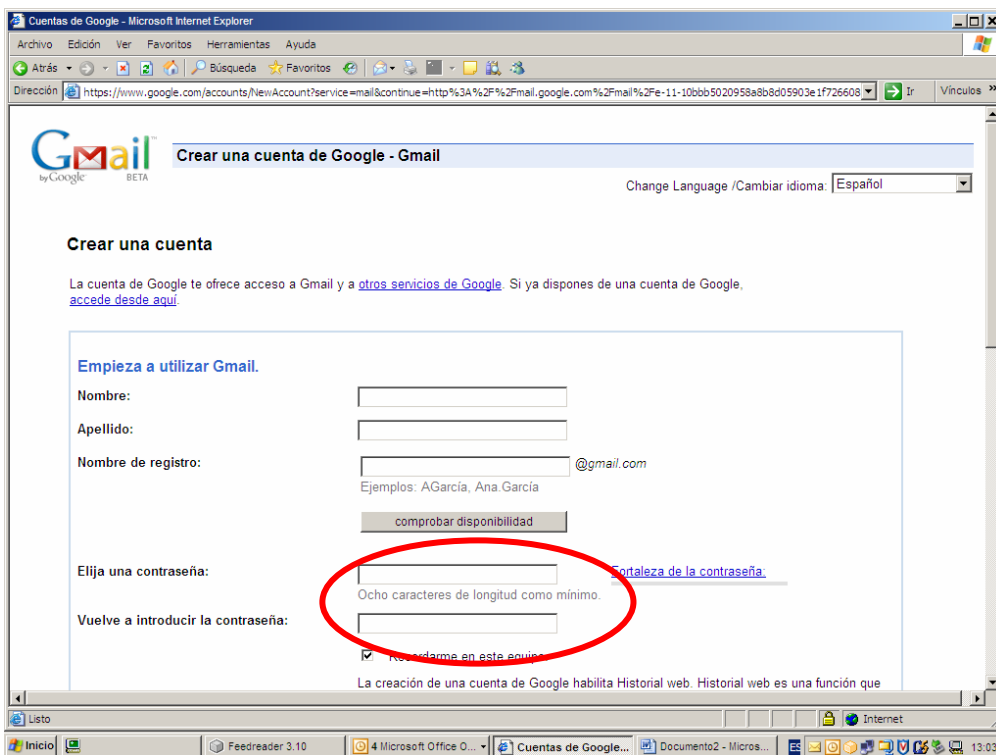 Cuentas de Google - Microsoft Internet Explorer
Archivo Edición Ver Favoritos Herramientas Ayuda
Atrás Búsqueda Favoritos
Dirección https://www.google.com/accounts/NewAccount?service=mail&continue=http%3A%2F%2Fmail.google.com%2Fmail%2Fe-11-10bbb5020958a8b8d05903e1f726608 Ir Vínculos »
Gmail
by Google BETA
Crear una cuenta de Google - Gmail
Change Language /Cambiar idioma: Español
Crear una cuenta
La cuenta de Google te ofrece acceso a Gmail y a otros servicios de Google. Si ya dispones de una cuenta de Google,
accede desde aquí.
Empieza a utilizar Gmail.
Nombre:
Apellido:
Nombre de registro: @gmail.com
Ejemplos: AGarcía, Ana.García
comprobar disponibilidad
Elija una contraseña: Fortaleza de la contraseña:
Ocho caracteres de longitud como mínimo.
Vuelve a introducir la contraseña:
Recordarme en este equipo
La creación de una cuenta de Google habilita Historial web. Historial web es una función que
Listo Internet
Inicio Feedreader 3.10 4 Microsoft Office O... Cuentas de Google... Documento2 - Micros... ES 13:03